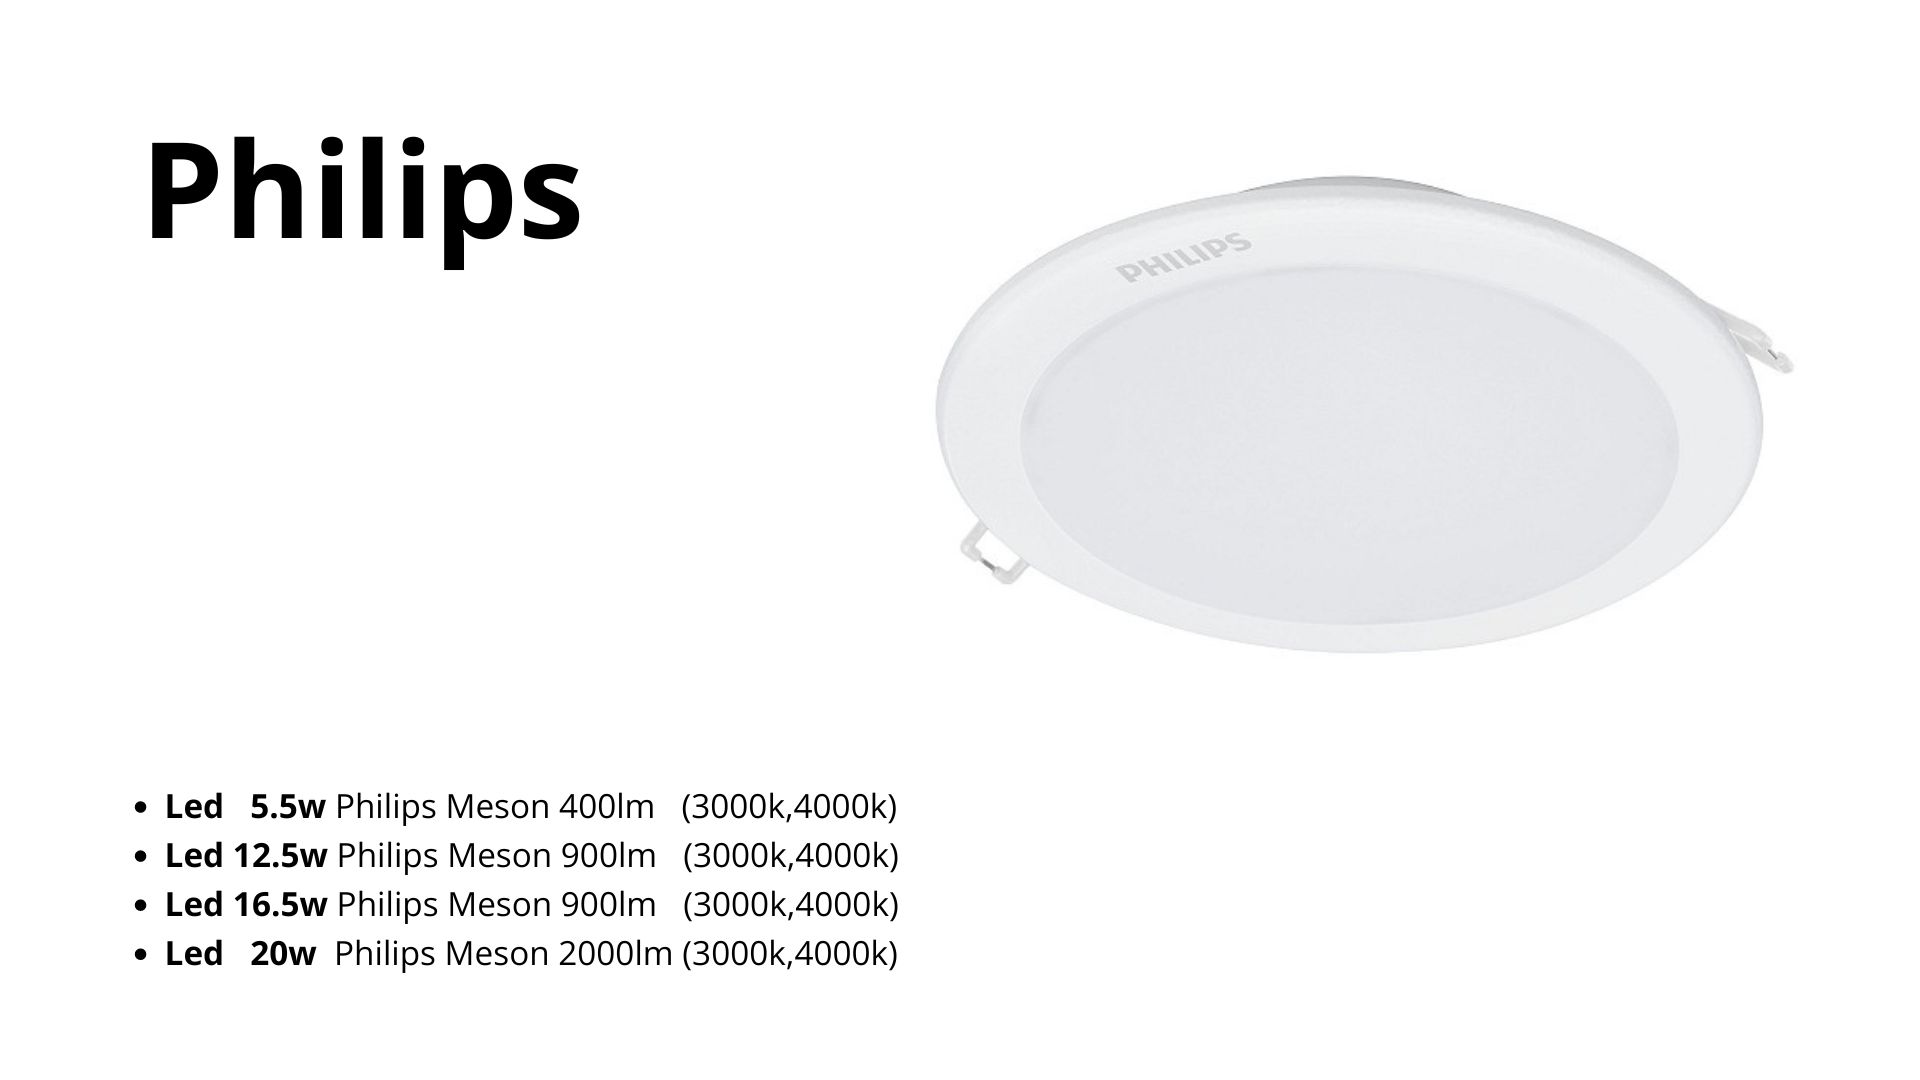 Philips
PHILIPS
Led 5.5w Philips Meson 400lm (3000k,4000k)
Led 12.5w Philips Meson 900lm (3000k,4000k)
Led 16.5w Philips Meson 900lm (3000k,4000k)
Led 20w Philips Meson 2000lm (3000k,4000k)